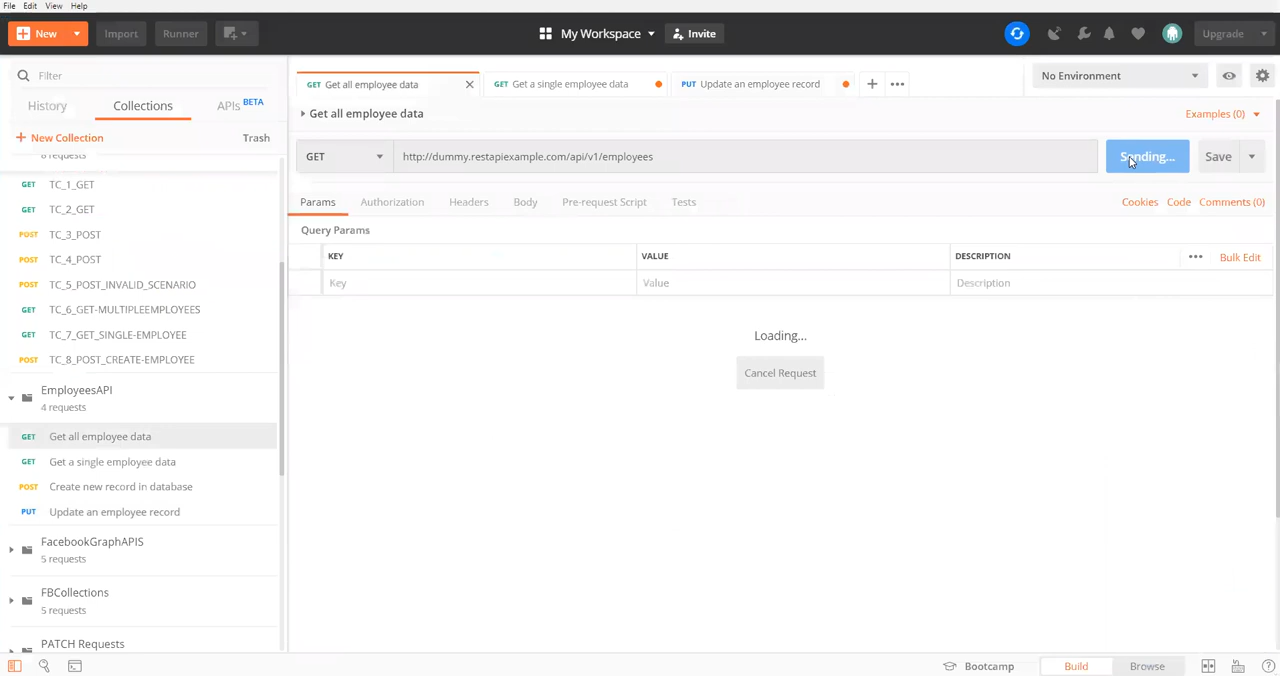 File Edit View Help
New Import Runner My Workspace Invite Upgrade
Filter
History Collections APIs BETA
New Collection Trash
8 requests
GET TC_1_GET
GET TC_2_GET
POST TC_3_POST
POST TC_4_POST
POST TC_5_POST_INVALID_SCENARIO
GET TC_6_GET-MULTIPLEEMPLOYEES
GET TC_7_GET_SINGLE-EMPLOYEE
POST TC_8_POST_CREATE-EMPLOYEE
EmployeesAPI
4 requests
GET Get all employee data
GET Get a single employee data
POST Create new record in database
PUT Update an employee record
FacebookGraphAPIS
5 requests
FBCollections
5 requests
PATCH Requests
GET Get all employee data GET Get a single employee data PUT Update an employee record No Environment
Get all employee data Examples (0)
GET http://dummy.restapiexample.com/api/v1/employees Sending... Save
Params Authorization Headers Body Pre-request Script Tests Cookies Code Comments (0)
Query Params
KEY VALUE DESCRIPTION Bulk Edit
Key Value Description
Loading...
Cancel Request
Bootcamp Build Browse